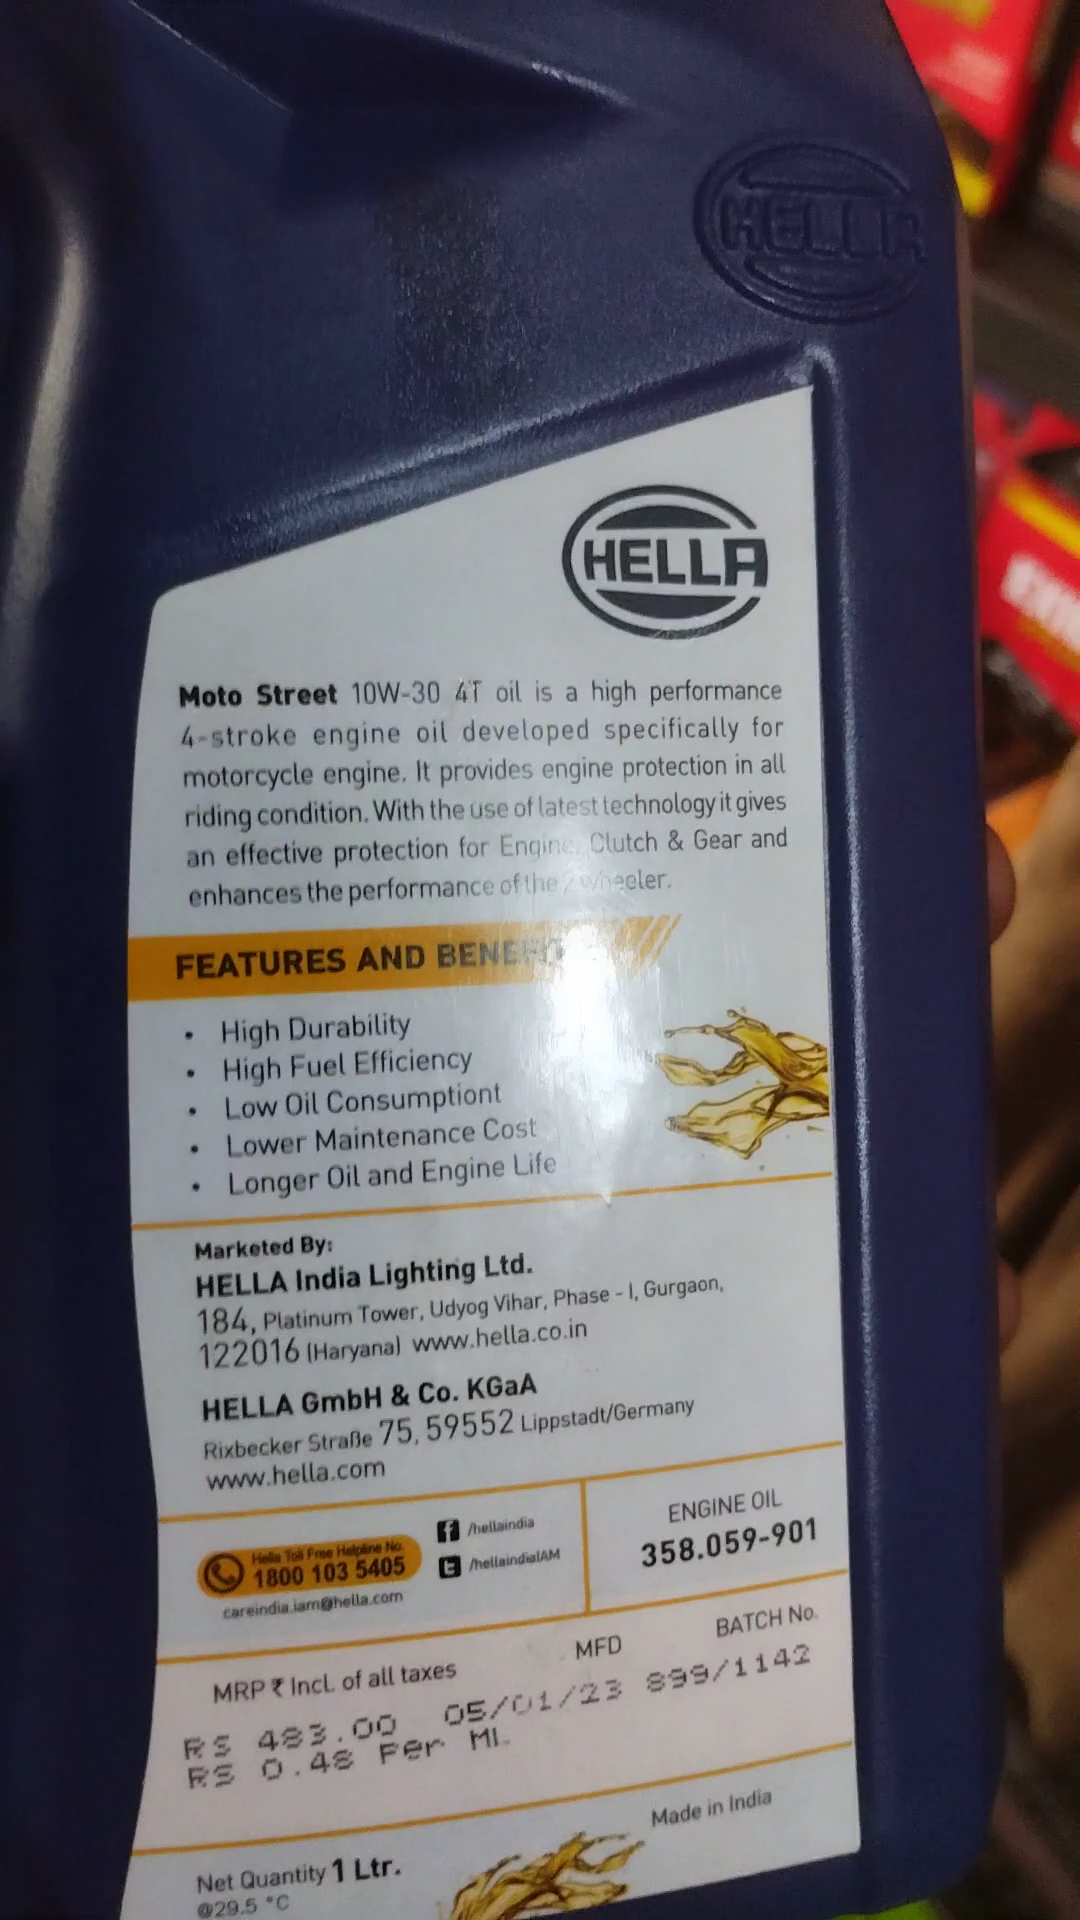 HELLA
HELLA
Moto Street 10W-30 4T oil is a high performance
4-stroke engine oil developed specifically for
motorcycle engine. It provides engine protection in all
riding condition. With the use of latest technology it gives
an effective protection for Engine, Clutch & Gear and
enhances the performance of the 2 wheeler.
FEATURES AND
• High Durability
• High Fuel Efficiency
• Low Oil Consumptiont
• Lower Maintenance Cost
• Longer Oil and Engine Life
Marketed By:
HELLA India Lighting Ltd.
184, Platinum Tower, Udyog Vihar, Phase - I, Gurgaon,
122016 (Haryana) www.hella.co.in
HELLA GmbH & Co. KGaA
Rixbecker Straße 75, 59552 Lippstadt/Germany
www.hella.com
Hella Toll Free Helpline No.
1800 103 5405
careindia.iam@hella.com
/hellaindia
/hellaindiaIAM
ENGINE OIL
358.059-901
MRP ₹ Incl. of all taxes MFD BATCH No.
RS 483.00 05/01/23 899/1142
RS 0.48 Per ML
Made in India
Net Quantity 1 Ltr.
@29.5 °C